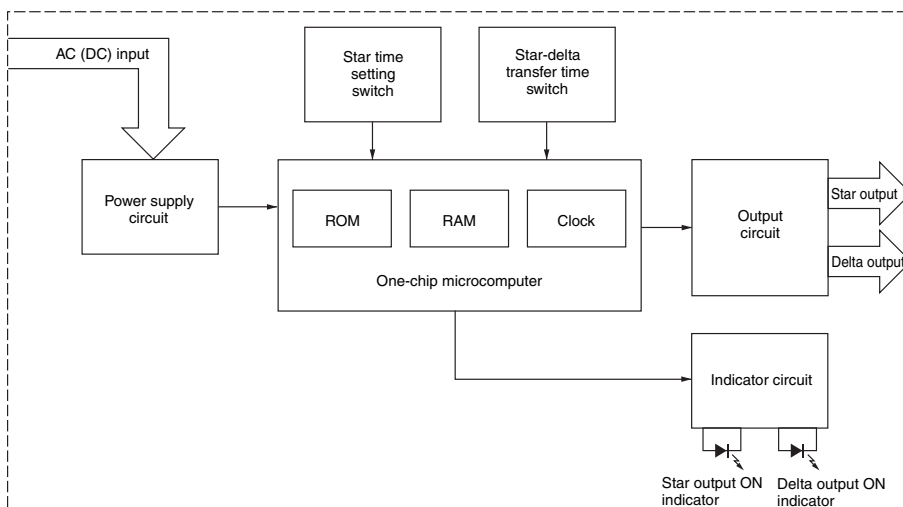 AC (DC) input
Star time
setting
switch
Star-delta
transfer time
switch
Power supply
circuit
ROM
RAM
Clock
One-chip microcomputer
Output
circuit
Star output
Delta output
Indicator circuit
Star output ON
indicator
Delta output ON
indicator